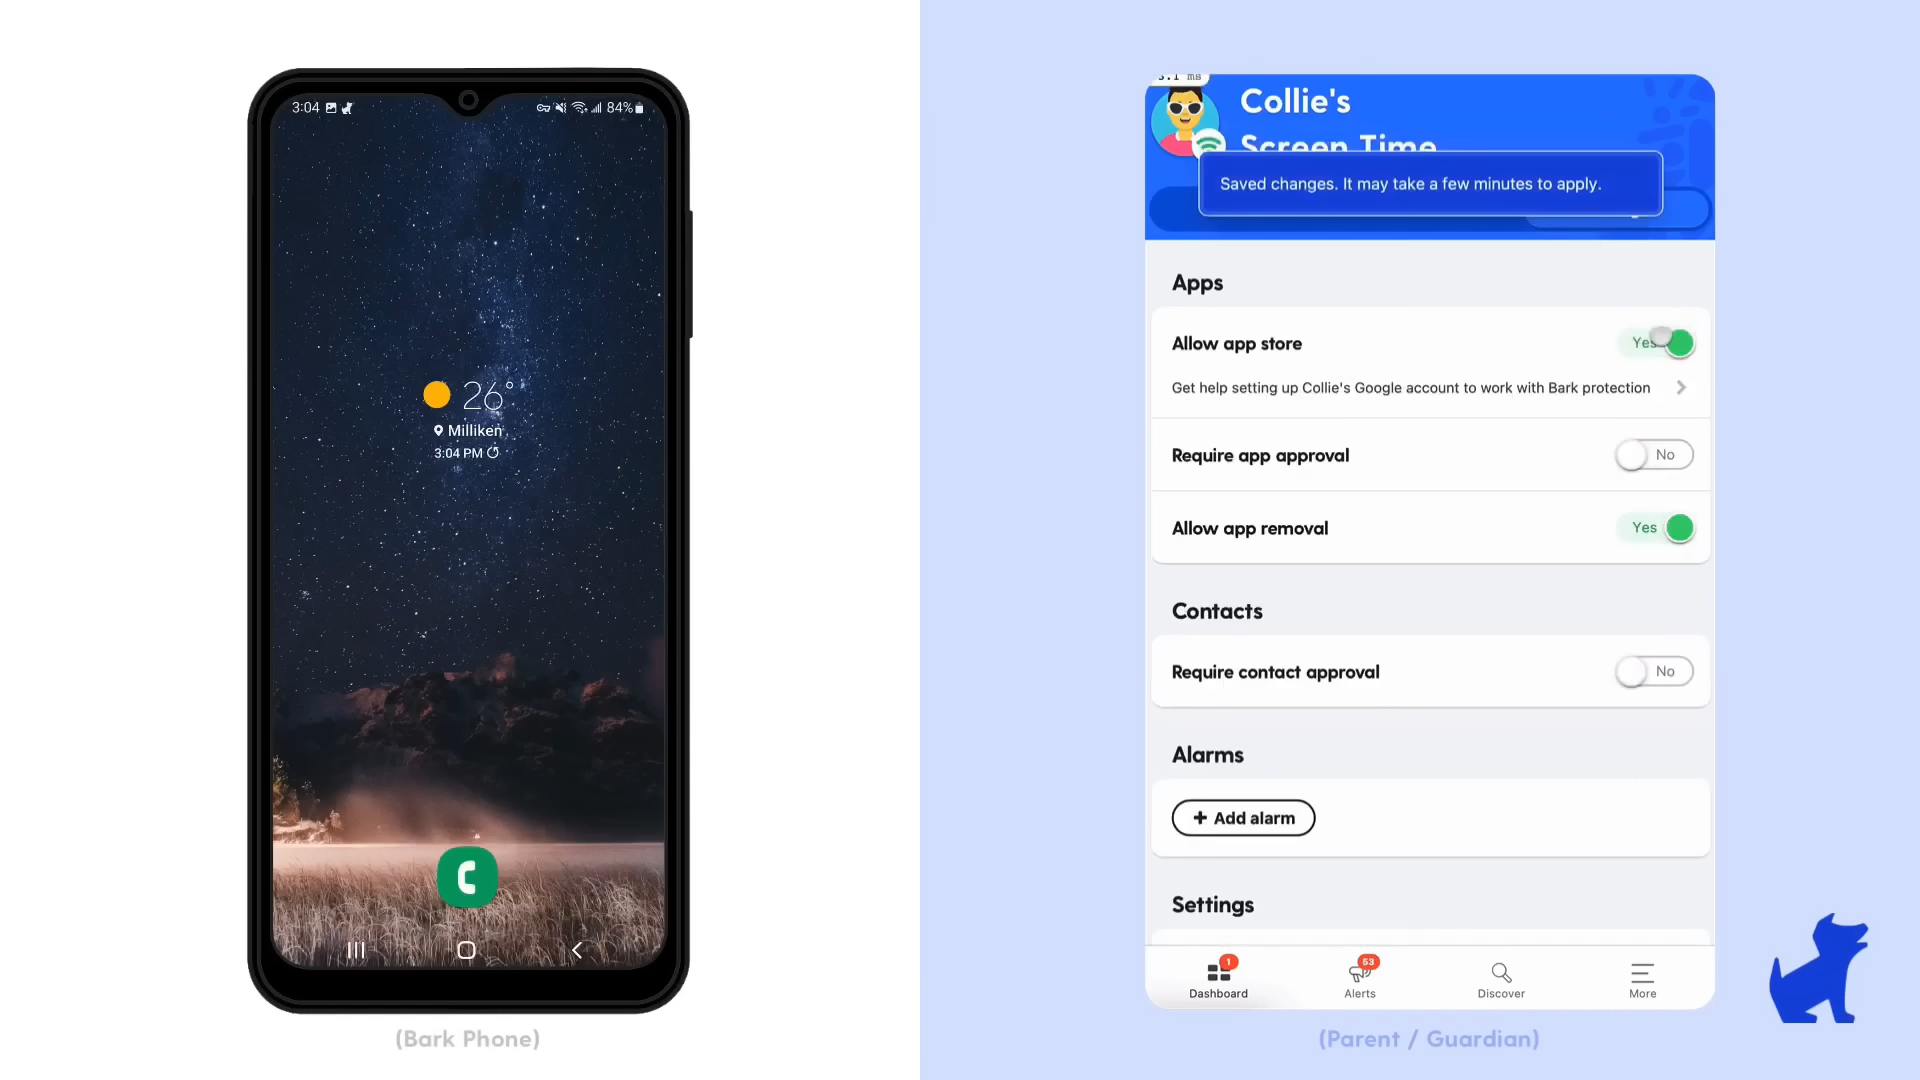 3:04
84%
26°
Milliken
3:04 PM
(Bark Phone)
3.1 ms
Collie's
Screen Time
Saved changes. It may take a few minutes to apply.
Apps
Allow app store
Yes
Get help setting up Collie's Google account to work with Bark protection
Require app approval
No
Allow app removal
Yes
Contacts
Require contact approval
No
Alarms
+ Add alarm
Settings
1
53
Dashboard
Alerts
Discover
More
(Parent / Guardian)